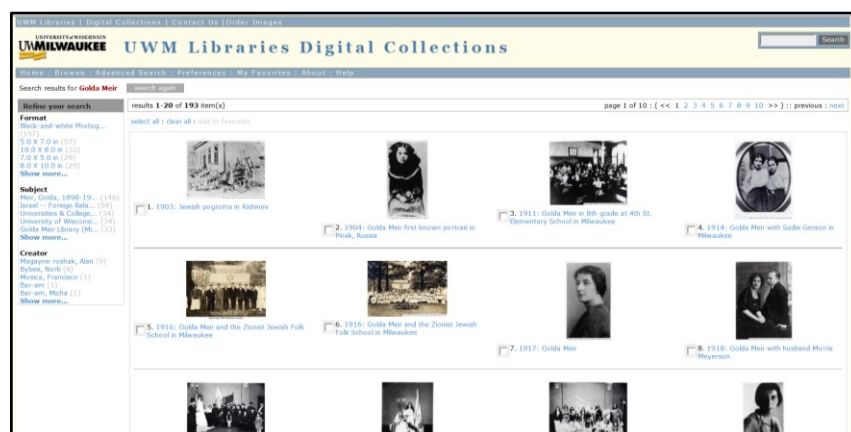 UWM Libraries | Digital Collections | Contact Us |Order Images
UNIVERSITY of WISCONSIN
UWMILWAUKEE
UWM Libraries Digital Collections
Search
Home : Browse : Advanced Search : Preferences : My Favorites : About : Help
Search results for Golda Meir
search again
Refine your search
results 1-20 of 193 item(s)
page 1 of 10 : ( << 1 2 3 4 5 6 7 8 9 10 >> ) :: previous : next
select all : clear all : add to favorites
Format
Black-and-white Photog...
(157)
5.0 X 7.0 in (57)
10.0 X 8.0 in (32)
7.0 X 5.0 in (29)
8.0 X 10.0 in (29)
Show more...
Subject
Meir, Golda, 1898-19... (146)
Israel -- Foreign Rela... (54)
Universities & College... (34)
University of Wisconsi... (34)
Golda Meir Library (Mi... (33)
Show more...
Creator
Magayne-roshak, Alan (9)
Bybee, Norb (4)
Mosica, Francisco (1)
Bar-am (1)
Bar-am, Micha (1)
Show more...
1. 1903: Jewish pogroms in Kishinev
2. 1904: Golda Meir first known portrait in
Pinsk, Russia
3. 1911: Golda Meir in 8th grade at 4th St.
Elementary School in Milwaukee
4. 1914: Golda Meir with Sadie Gerson in
Milwaukee
5. 1916: Golda Meir and the Zionist Jewish Folk
School in Milwaukee
6. 1916: Golda Meir and the Zionist Jewish
Folk School in Milwaukee
7. 1917: Golda Meir
8. 1918: Golda Meir with husband Morris
Meyerson